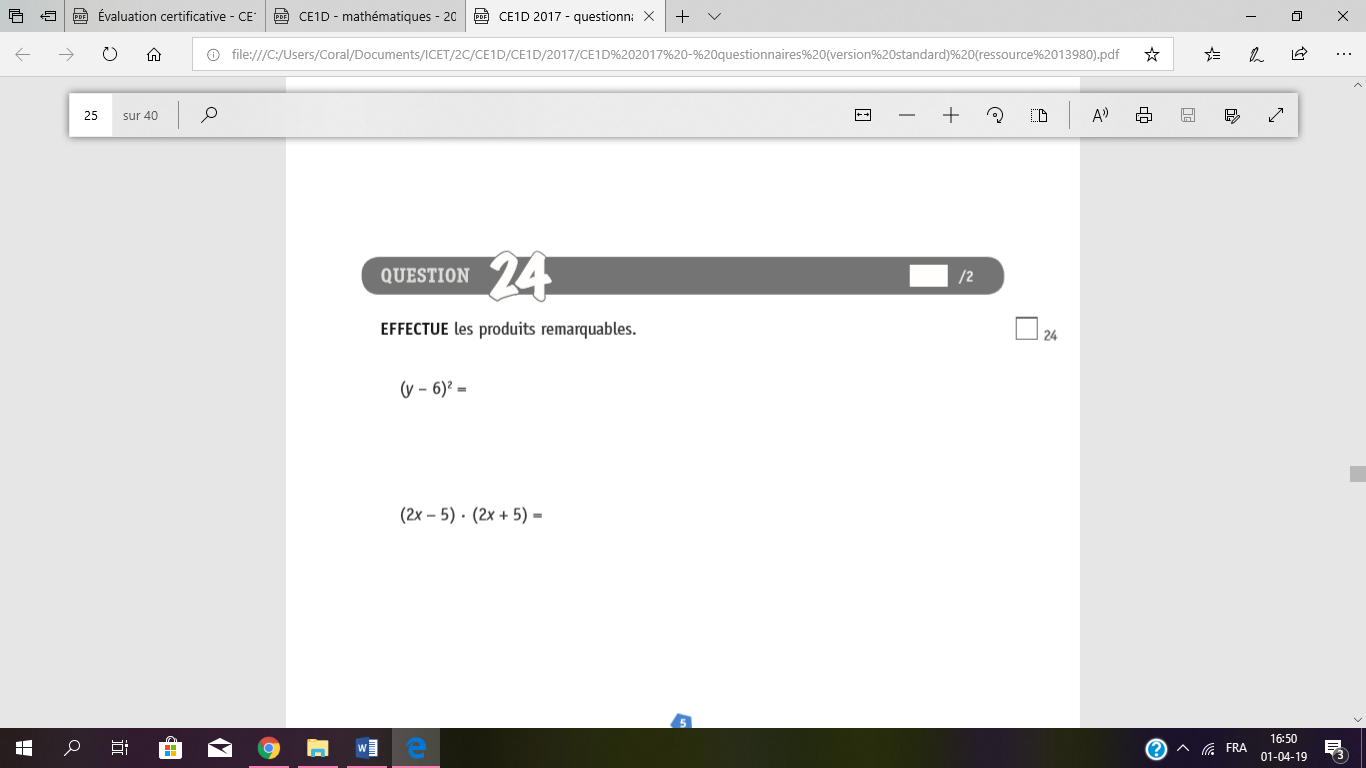 Évaluation certificative - CE1
CE1D - mathématiques - 20
CE1D 2017 - questionna
file:///C:/Users/Coral/Documents/ICET/2C/CE1D/CE1D/2017/CE1D%202017%20-%20questionnaires%20(version%20standard)%20(ressource%2013980).pdf
25 sur 40
QUESTION 24 /2
EFFECTUE les produits remarquables.
24
(y – 6)² =
(2x – 5) · (2x + 5) =
5
FRA
16:50
01-04-19
3